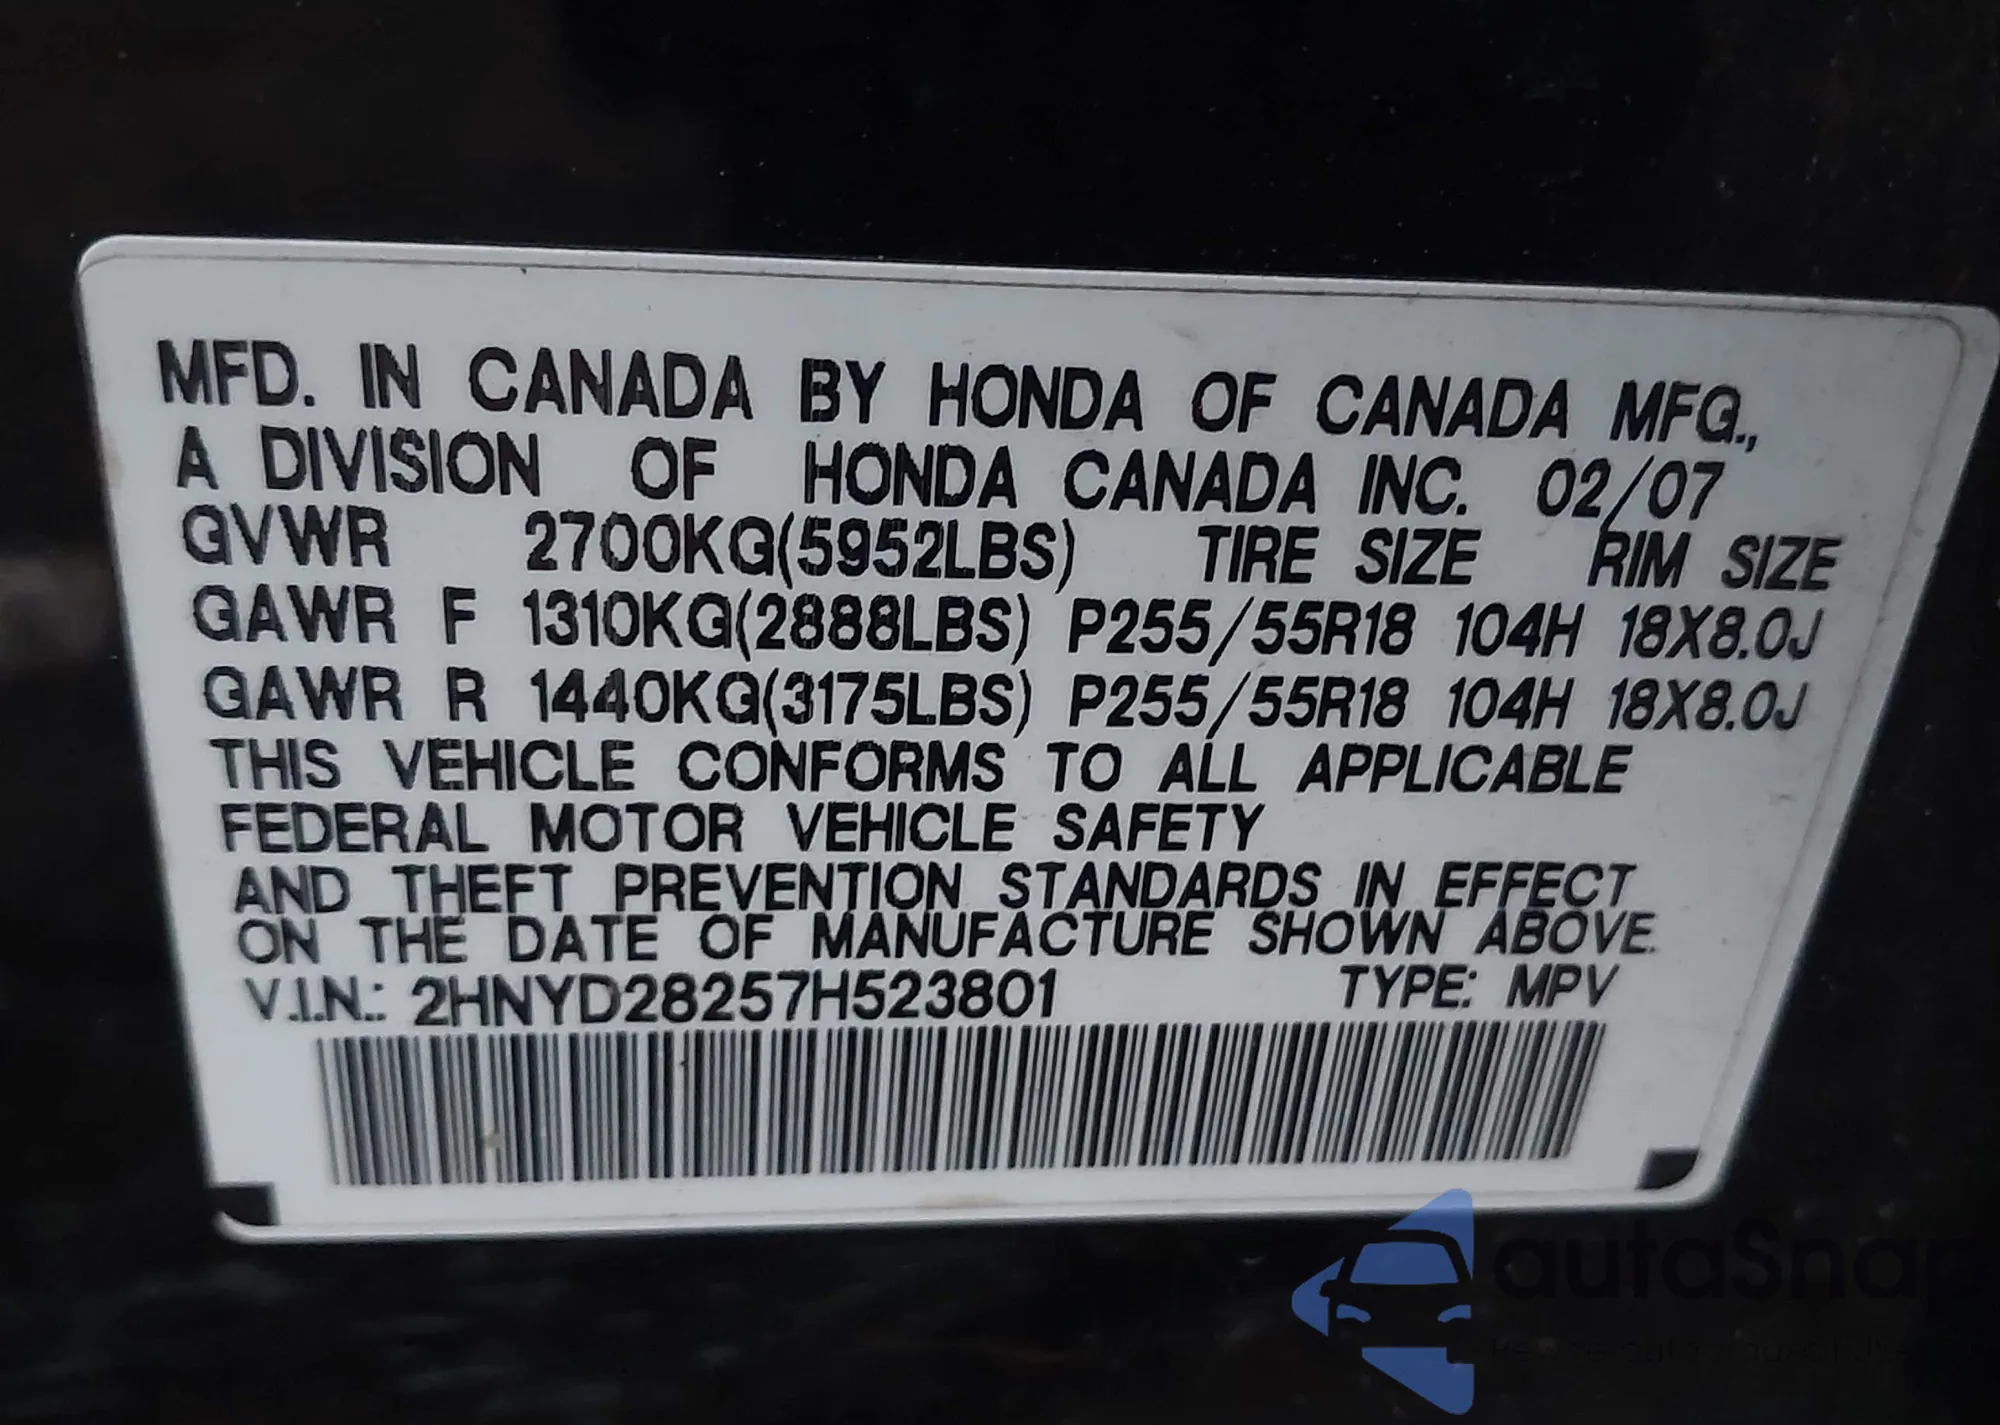 MFD. IN CANADA BY HONDA OF CANADA MFG.,
A DIVISION OF HONDA CANADA INC. 02/07
GVWR 2700KG(5952LBS) TIRE SIZE RIM SIZE
GAWR F 1310KG(2888LBS) P255/55R18 104H 18X8.0J
GAWR R 1440KG(3175LBS) P255/55R18 104H 18X8.0J
THIS VEHICLE CONFORMS TO ALL APPLICABLE
FEDERAL MOTOR VEHICLE SAFETY
AND THEFT PREVENTION STANDARDS IN EFFECT
ON THE DATE OF MANUFACTURE SHOWN ABOVE.
V.I.N.: 2HNYD28257H523801 TYPE: MPV
autaSnap